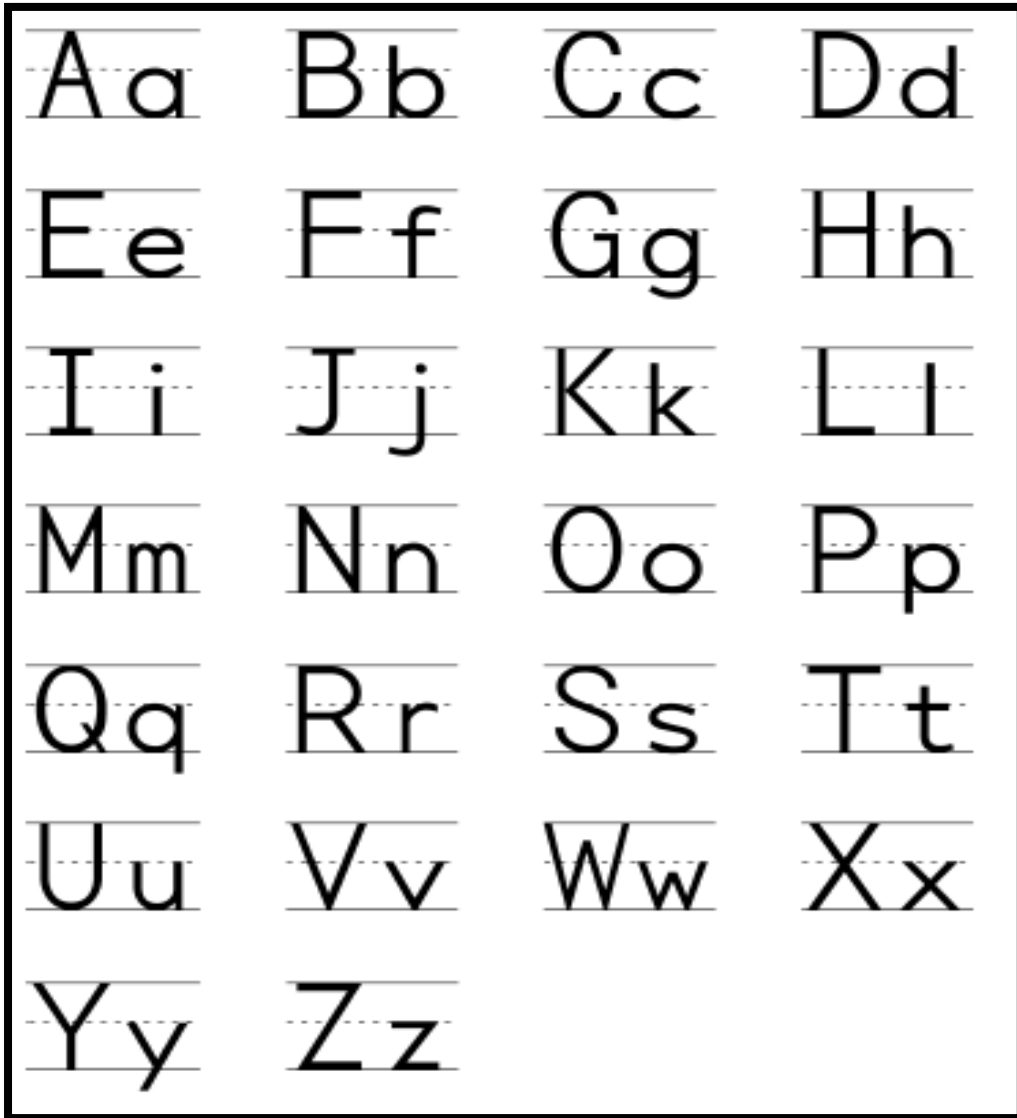 Aa Bb Cc Dd
Ee Ff Gg Hh
Ii Jj Kk Ll
Mm Nn Oo Pp
Qq Rr Ss Tt
Uu Vv Ww Xx
Yy Zz